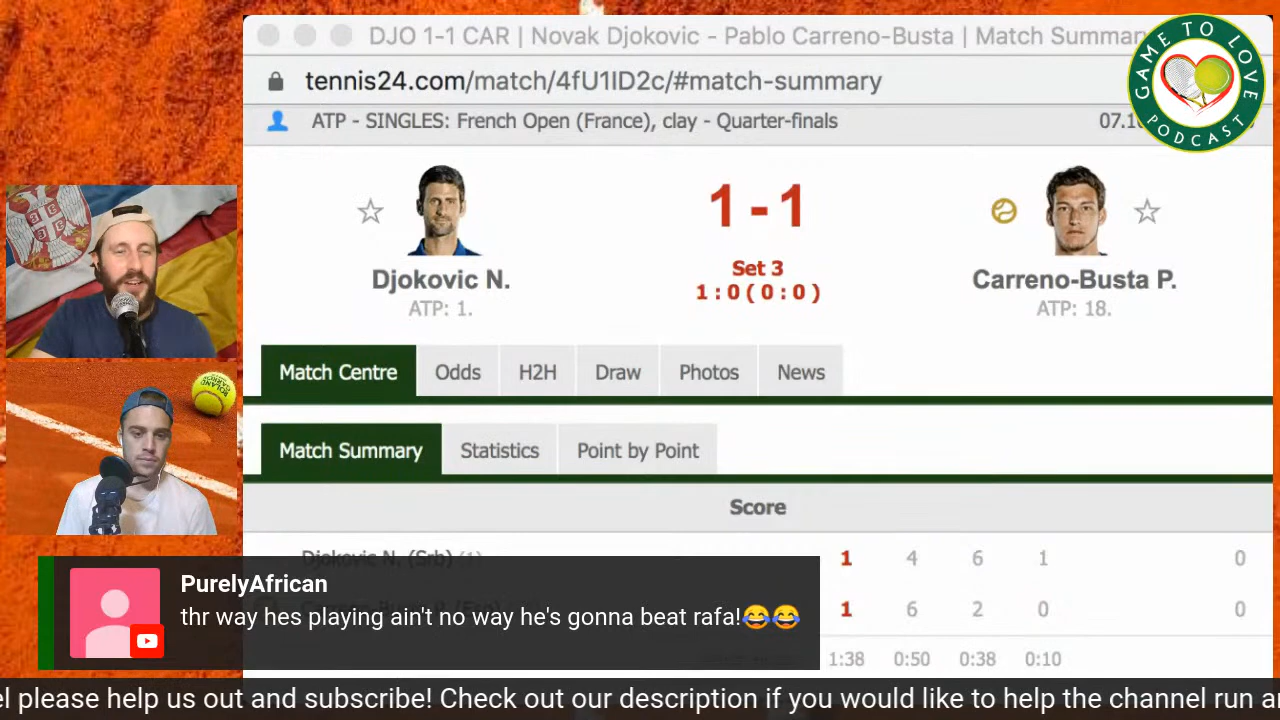 DJO 1-1 CAR | Novak Djokovic - Pablo Carreno-Busta | Match Summary
tennis24.com/match/4fU1lD2c/#match-summary
GAME TO LOVE PODCAST
ATP - SINGLES: French Open (France), clay - Quarter-finals
1 - 1
Djokovic N.
ATP: 1.
Set 3
1 : 0 ( 0 : 0 )
Carreno-Busta P.
ATP: 18.
Match Centre Odds H2H Draw Photos News
Match Summary Statistics Point by Point
Score
Djokovic N. (Srb) (1) 1 4 6 1 0
1 6 2 0 0
1:38 0:50 0:38 0:10
PurelyAfrican
thr way hes playing ain't no way he's gonna beat rafa!😂😂
please help us out and subscribe! Check out our description if you would like to help the channel run